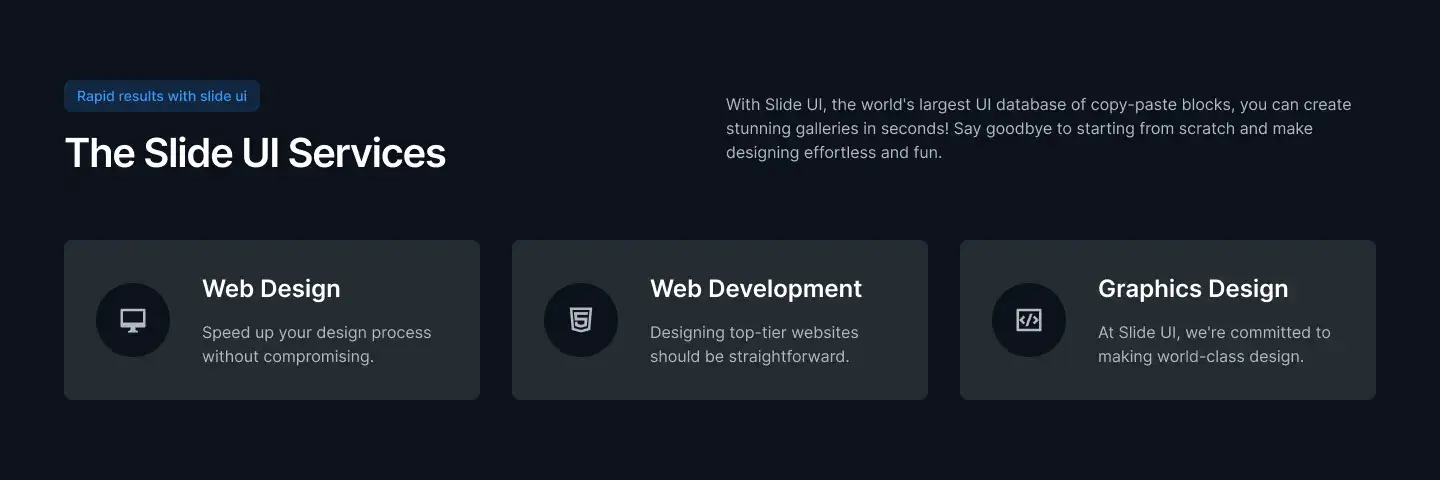 Rapid results with slide ui
The Slide UI Services
With Slide UI, the world's largest UI database of copy-paste blocks, you can create
stunning galleries in seconds! Say goodbye to starting from scratch and make
designing effortless and fun.
Web Design
Speed up your design process
without compromising.
Web Development
Designing top-tier websites
should be straightforward.
Graphics Design
At Slide UI, we're committed to
making world-class design.